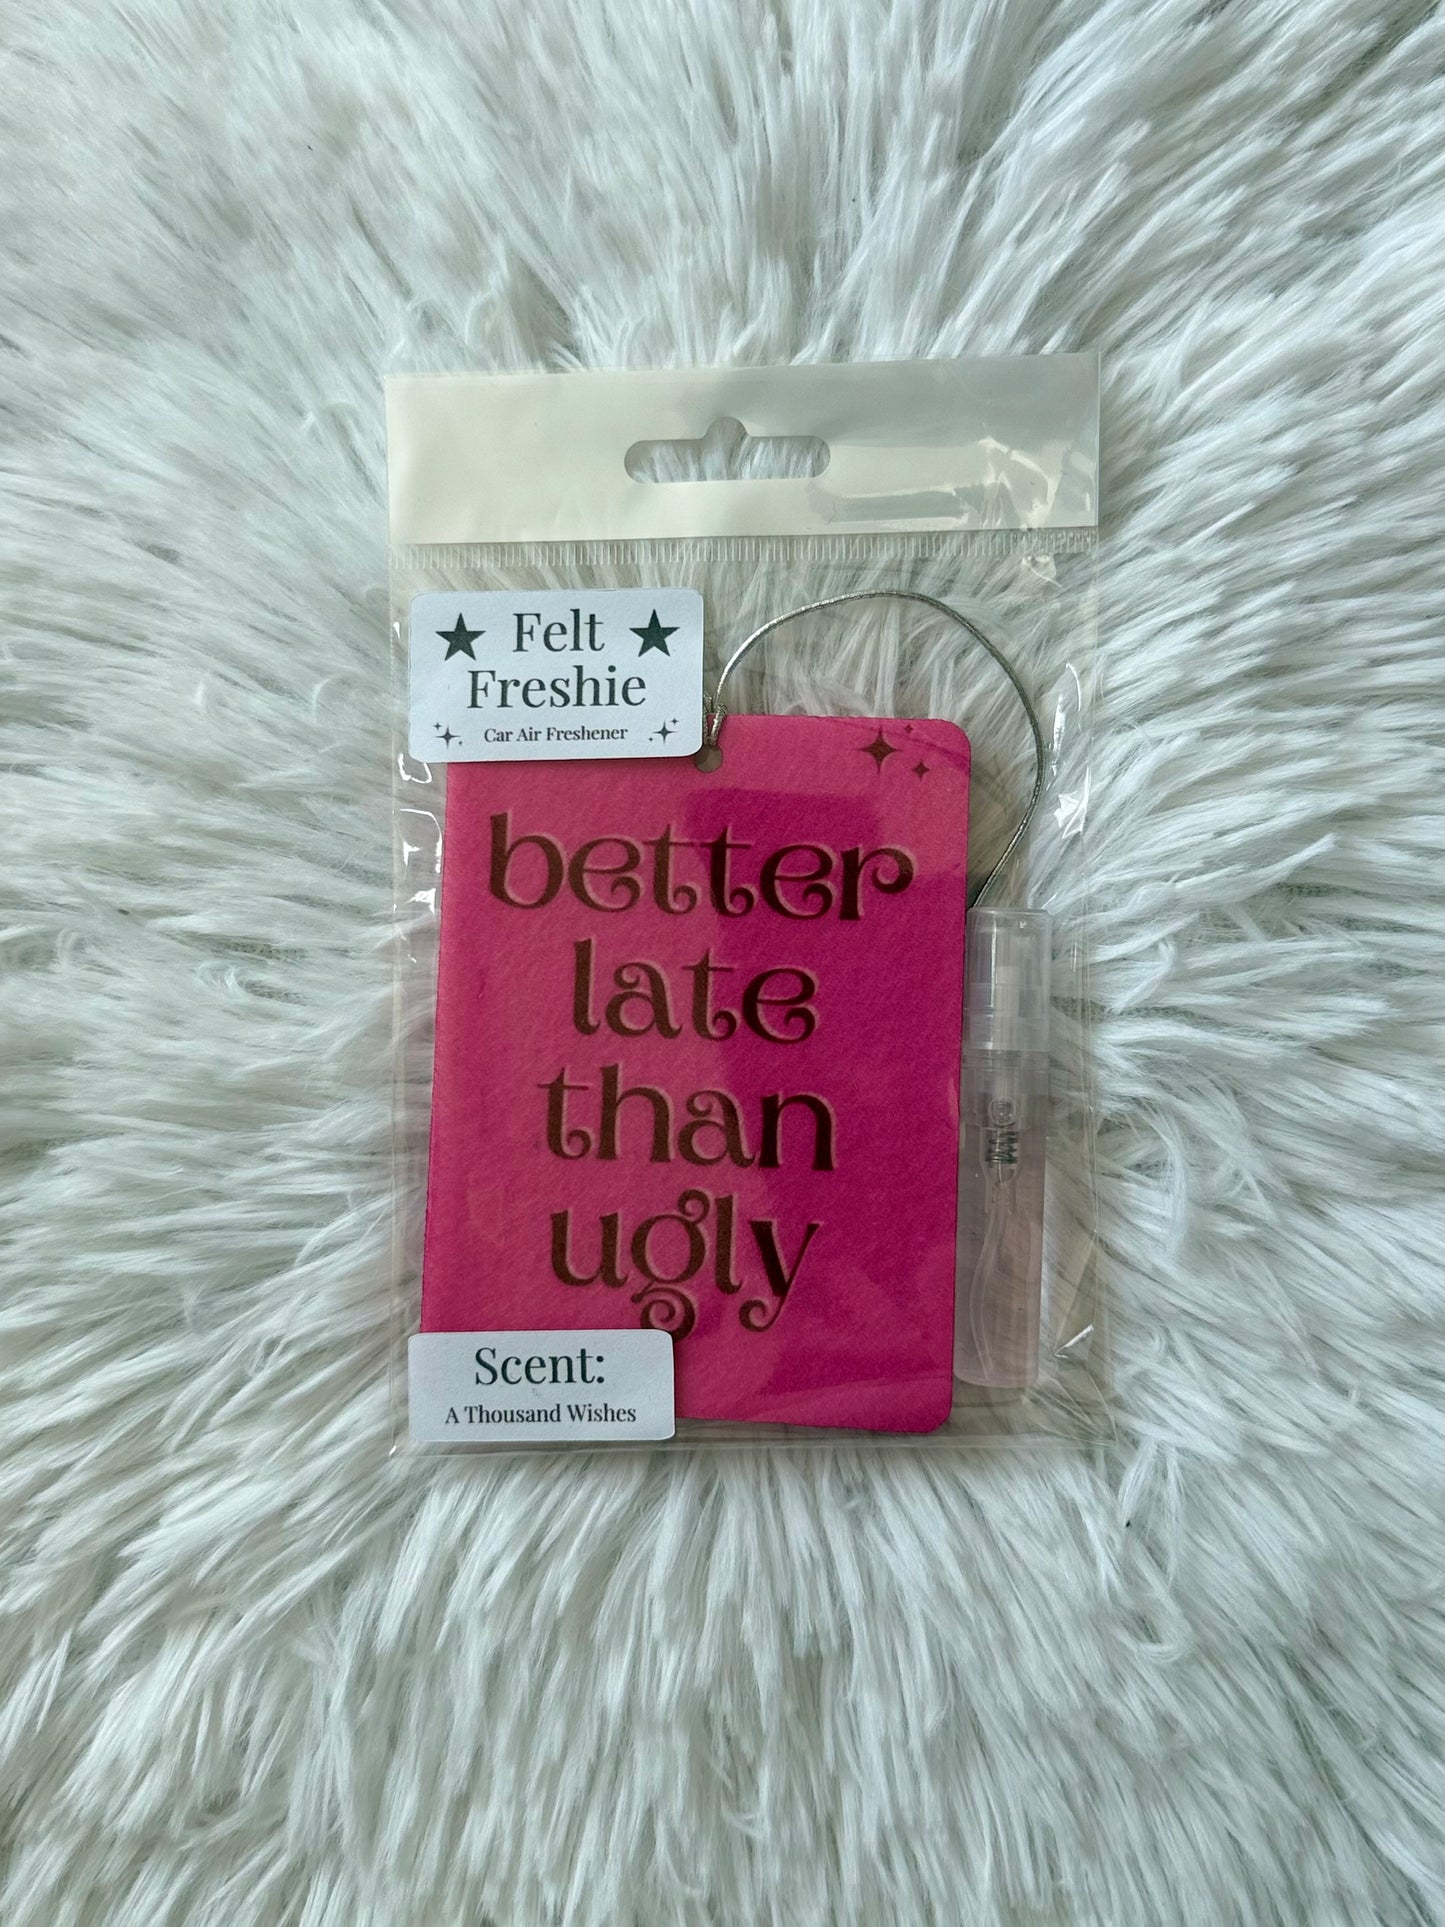 Felt
Freshie
Car Air Freshener
better
late
than
ugly
Scent:
A Thousand Wishes